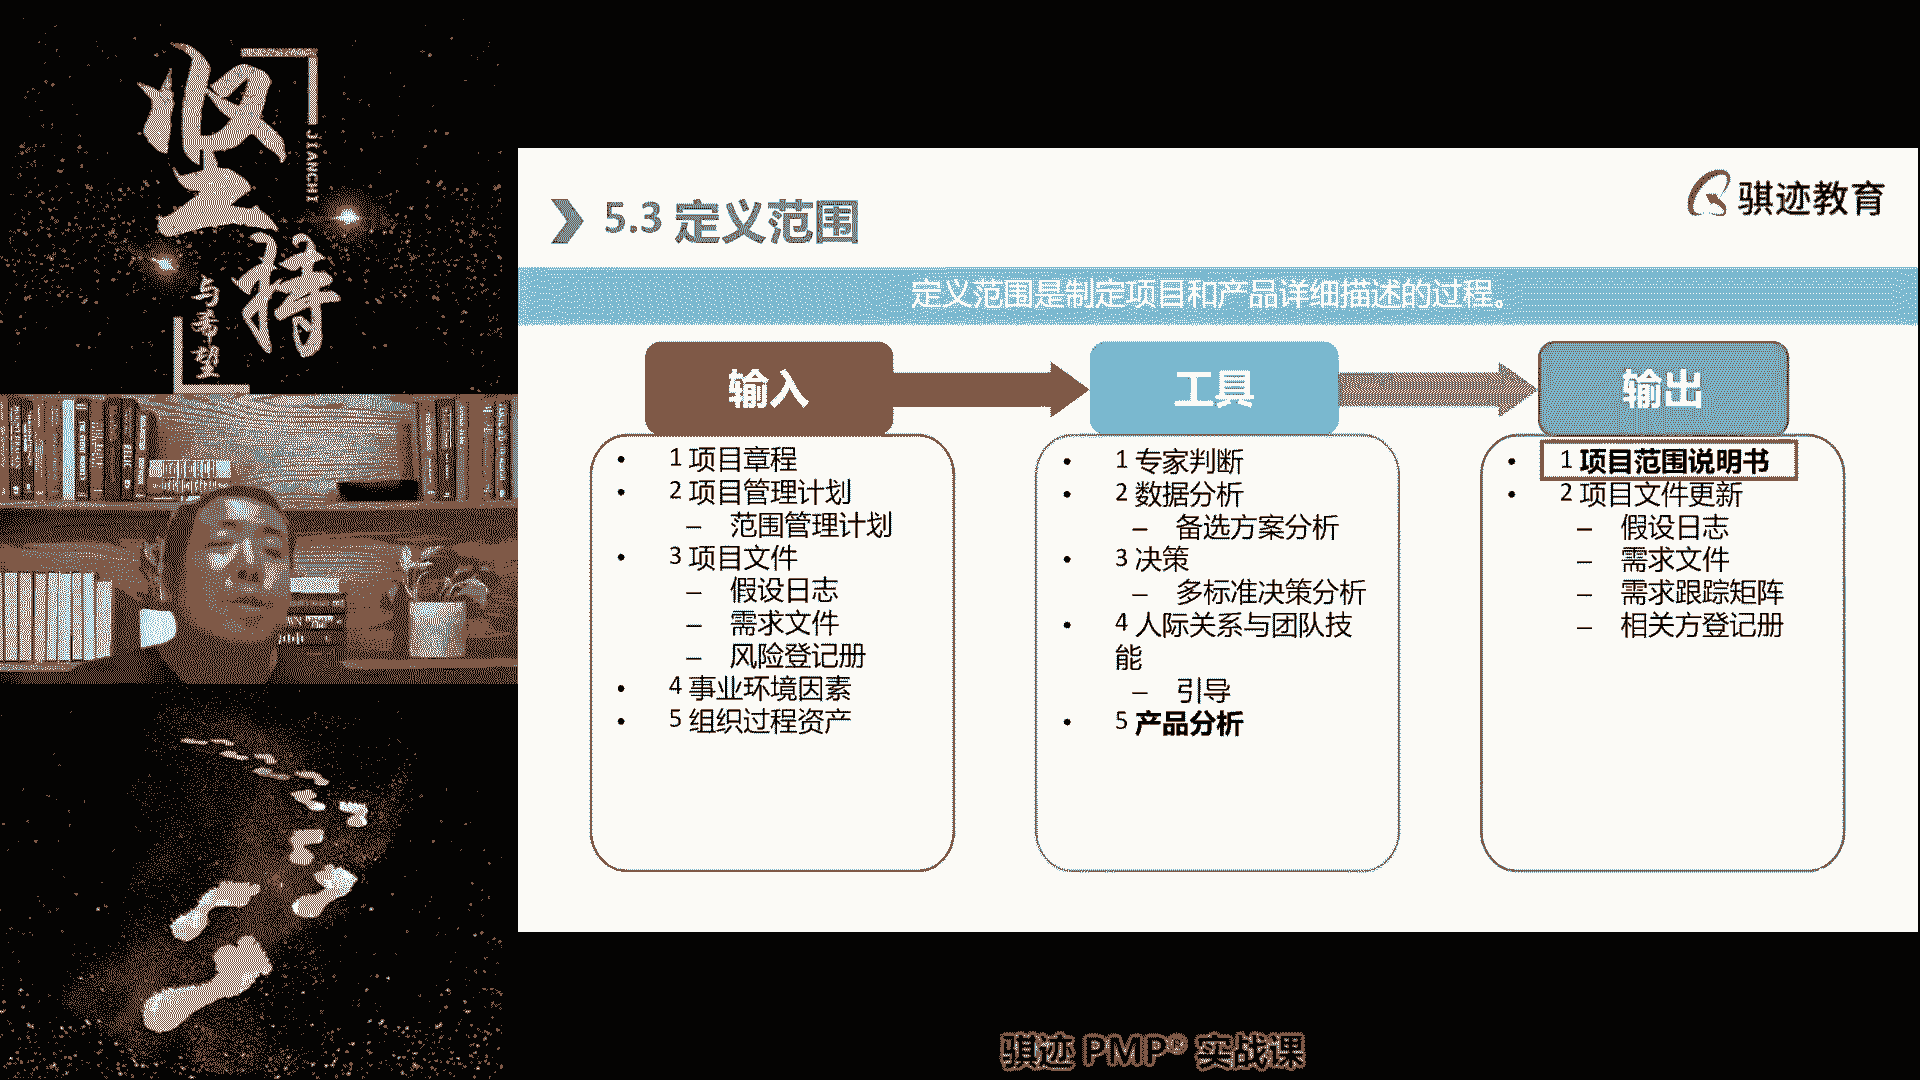 坚持
JIANCHI
与希望
骐迹教育
5.3 定义范围
定义范围是制定项目和产品详细描述的过程。
输入
• 1 项目章程
• 2 项目管理计划
– 范围管理计划
• 3 项目文件
– 假设日志
– 需求文件
– 风险登记册
• 4 事业环境因素
• 5 组织过程资产
工具
• 1 专家判断
• 2 数据分析
– 备选方案分析
• 3 决策
– 多标准决策分析
• 4 人际关系与团队技
能
– 引导
• 5 产品分析
输出
• 1 项目范围说明书
• 2 项目文件更新
– 假设日志
– 需求文件
– 需求跟踪矩阵
– 相关方登记册
骐迹 PMP® 实战课